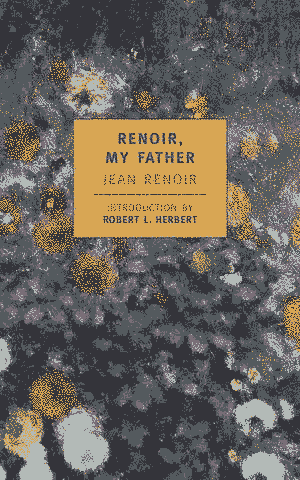 RENOIR,
MY FATHER
JEAN RENOIR
INTRODUCTION BY
ROBERT L. HERBERT